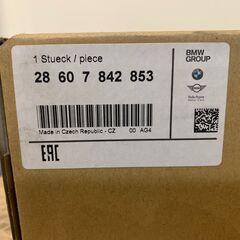 1 Stueck / piece
28 60 7 842 853
BMW
GROUP
Made in Czech Republic - CZ
00 AG4
EAC